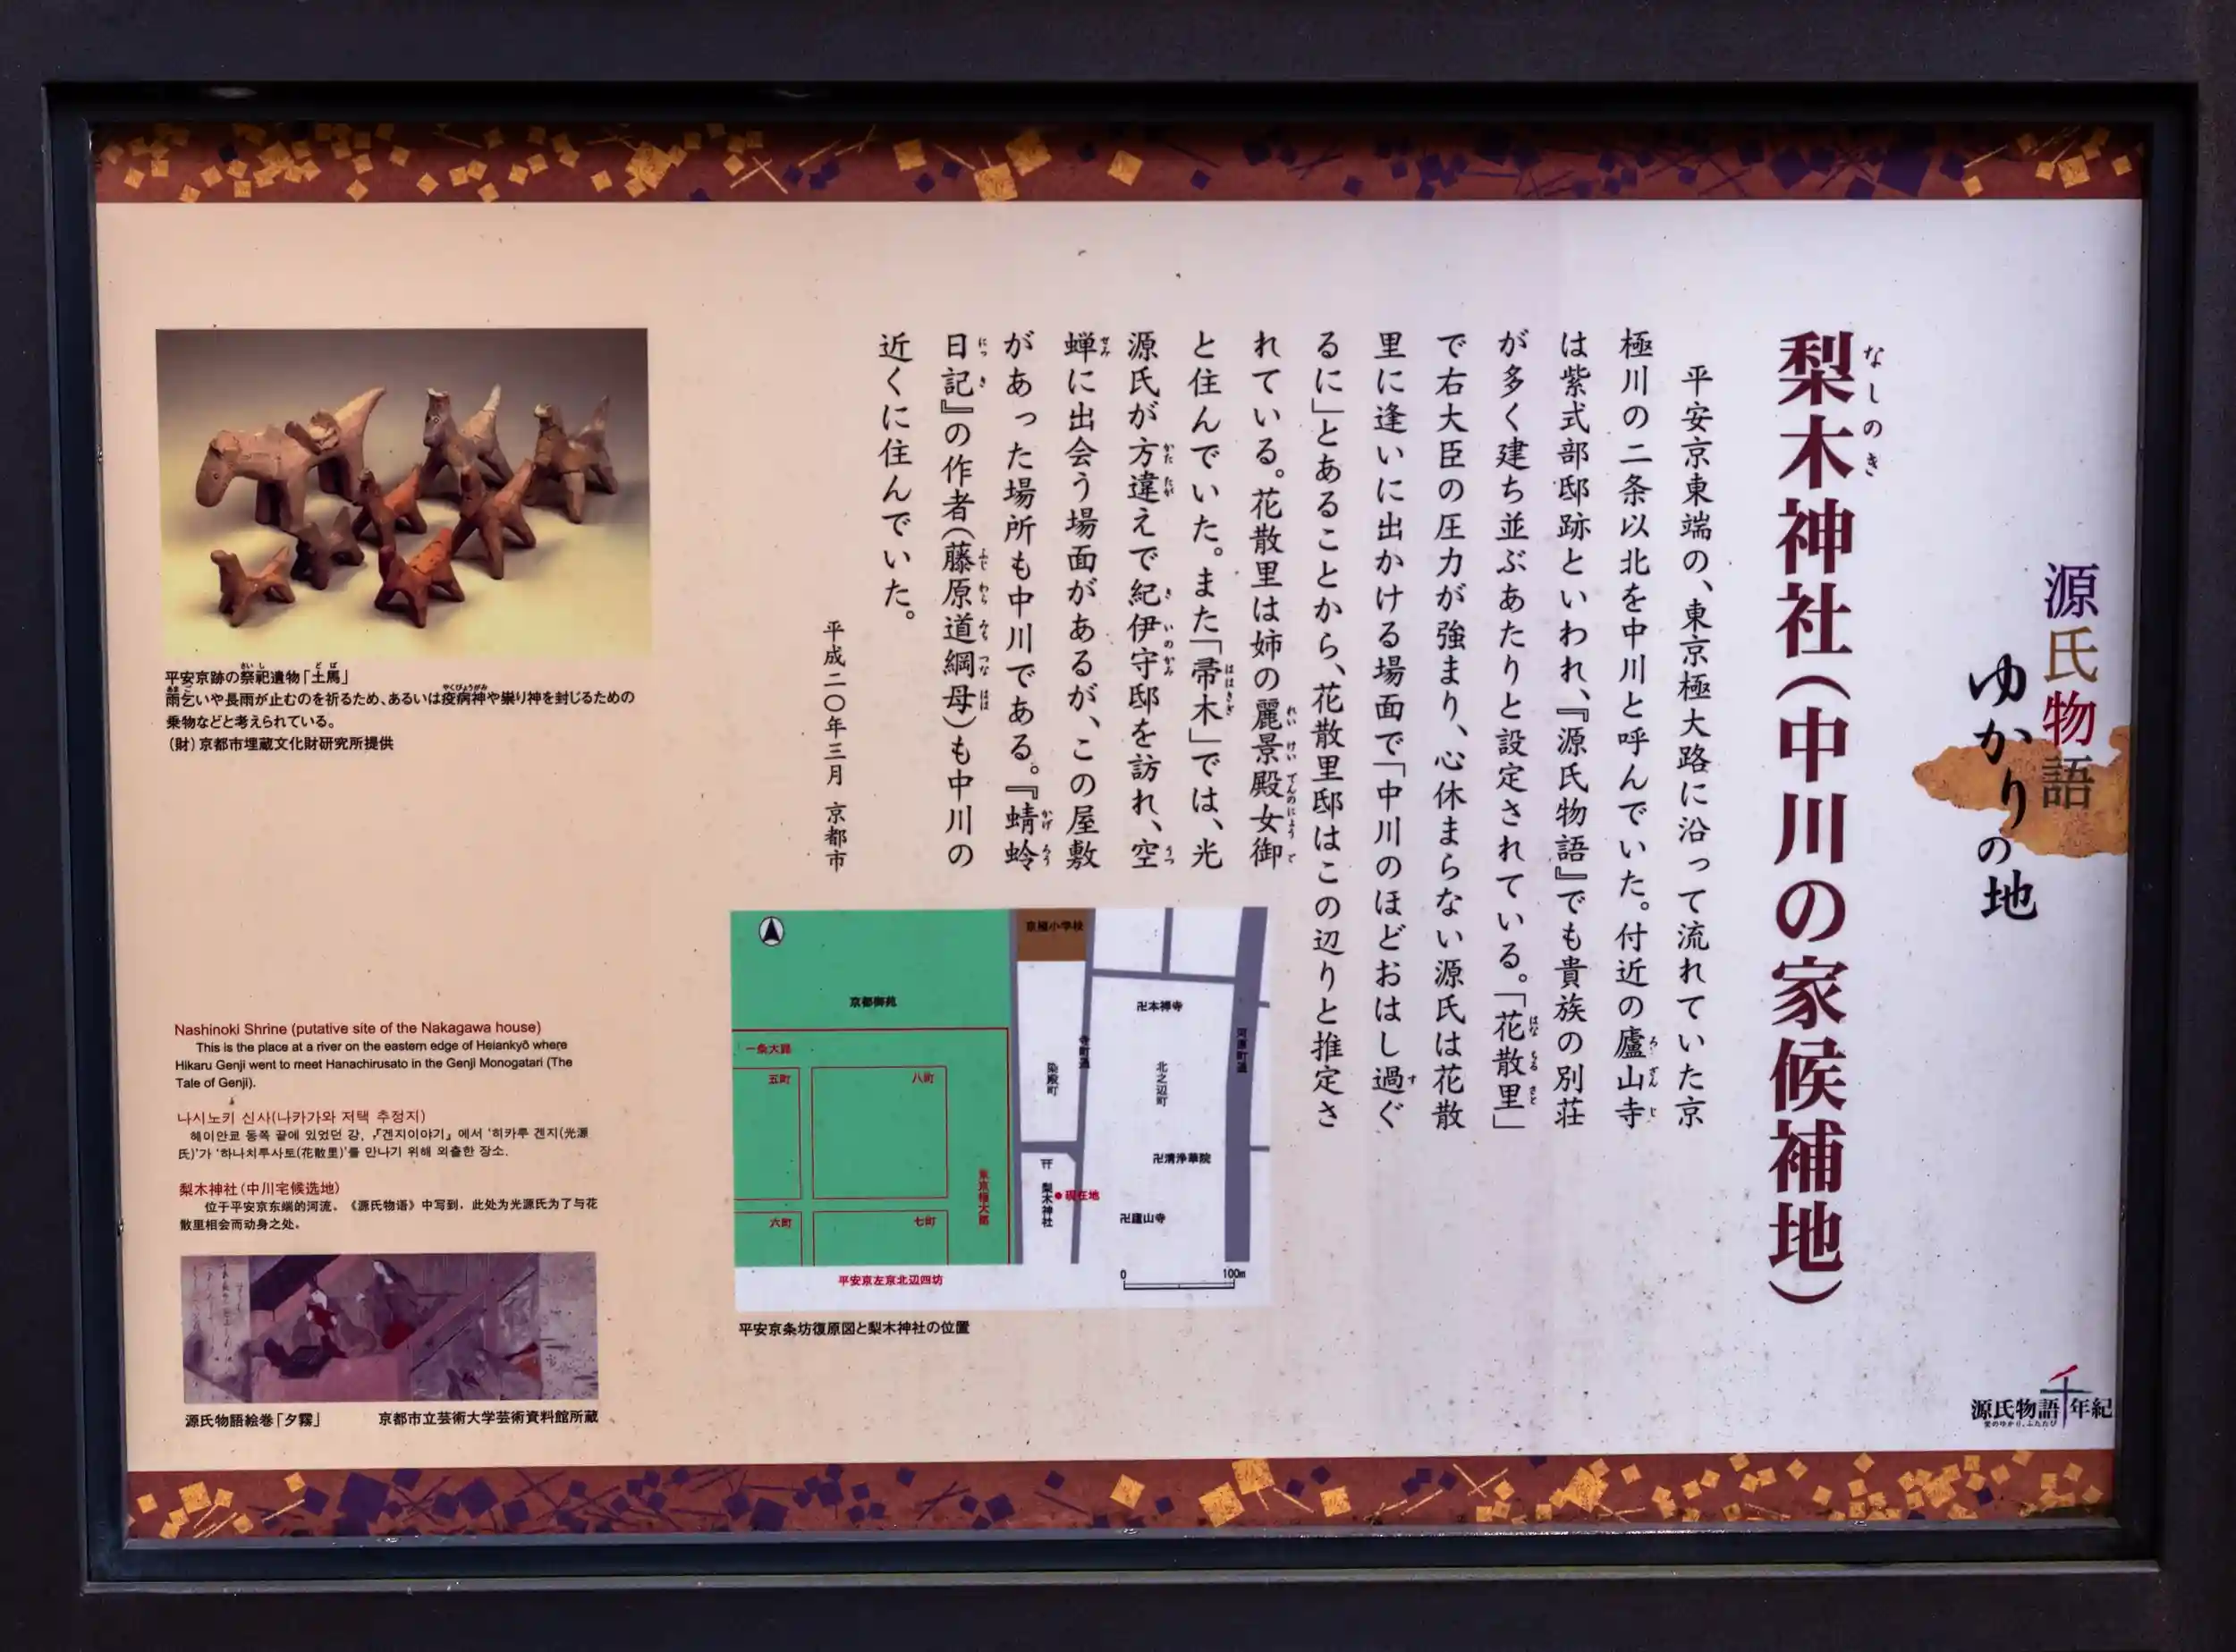 源氏物語
ゆかりの地
梨木神社（中川の家候補地）
なしのき
平安京東端の、東京極大路に沿って流れていた京
極川の二条以北を中川と呼んでいた。付近の廬山寺
は紫式部邸跡といわれ、『源氏物語』でも貴族の別荘
が多く建ち並ぶあたりと設定されている。「花散里」
で右大臣の圧力が強まり、心休まらない源氏は花散
里に逢いに出かける場面で「中川のほどおはし過ぐ
るに」とあることから、花散里邸はこの辺りと推定さ
れている。花散里は姉の麗景殿女御
と住んでいた。また「帚木」では、光
源氏が方違えで紀伊守邸を訪れ、空
蝉に出会う場面があるが、この屋敷
があった場所も中川である。『蜻蛉
日記』の作者（藤原道綱母）も中川の
近くに住んでいた。
平成二〇年三月 京都市
平安京跡の祭祀遺物「土馬」
雨乞いや長雨が止むのを祈るため、あるいは疫病神や祟り神を封じるための
乗物などと考えられている。
（財）京都市埋蔵文化財研究所提供
Nashinoki Shrine (putative site of the Nakagawa house)
This is the place at a river on the eastern edge of Heiankyō where
Hikaru Genji went to meet Hanachirusato in the Genji Monogatari (The
Tale of Genji).
나시노키 신사(나카가와 저택 추정지)
헤이안쿄 동쪽 끝에 있었던 강, 『겐지이야기』에서 '히카루 겐지(光源
氏)'가 '하나치루사토(花散里)'를 만나기 위해 외출한 장소.
梨木神社（中川宅候选地）
位于平安京东端的河流。《源氏物语》中写到，此处为光源氏为了与花
散里相会而动身之处。
源氏物語絵巻「夕霧」
京都市立芸術大学芸術資料館所蔵
京極小学校
京都御苑
卍本禅寺
一条大路
五町
八町
染殿町
寺町通
北之辺町
河原町通
卍清浄華院
東京極大路
梨木神社
現在地
六町
七町
卍廬山寺
平安京左京北辺四坊
0 100m
平安京条坊復原図と梨木神社の位置
源氏物語千年紀